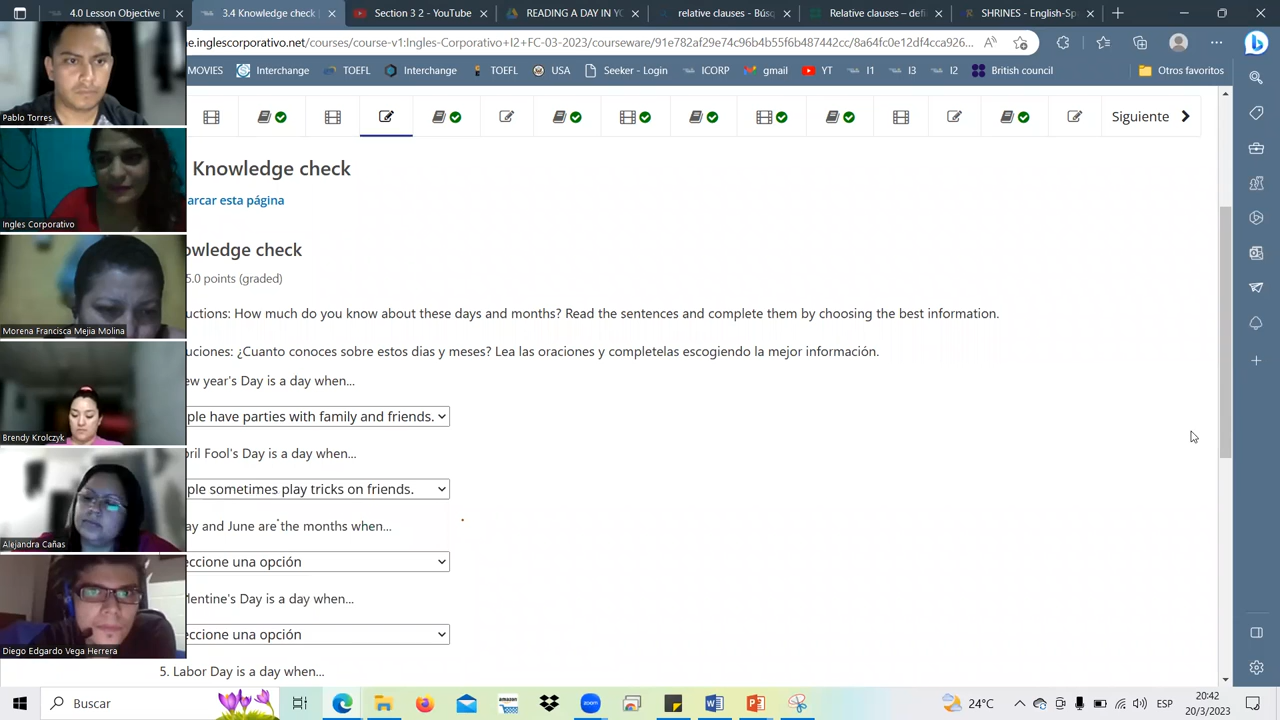 4.0 Lesson Objective
3.4 Knowledge check
Section 3 2 - YouTube
READING A DAY IN YO
relative clauses - Bous
Relative clauses – defi
SHRINES - English-Sp
e.inglescorporativo.net/courses/course-v1:Ingles-Corporativo+I2+FC-03-2023/courseware/91e782af29e74c96b4b55f6b487442cc/8a64fc0e12df4cca926...
MOVIES
Interchange
TOEFL
Interchange
TOEFL
USA
Seeker - Login
ICORP
gmail
YT
I1
I3
I2
British council
Otros favoritos
Siguiente
Knowledge check
arcar esta página
owledge check
5.0 points (graded)
uctions: How much do you know about these days and months? Read the sentences and complete them by choosing the best information.
uciones: ¿Cuanto conoces sobre estos dias y meses? Lea las oraciones y completelas escogiendo la mejor información.
ew year's Day is a day when...
ple have parties with family and friends.
pril Fool's Day is a day when...
ple sometimes play tricks on friends.
ay and June are the months when...
eccione una opción
lentine's Day is a day when...
eccione una opción
5. Labor Day is a day when...
Pablo Torres
Ingles Corporativo
Morena Francisca Mejia Molina
Brendy Krolczyk
Alejandra Cañas
Diego Edgardo Vega Herrera
Buscar
amazon
zoom
24°C
ESP
20:42
20/3/2023